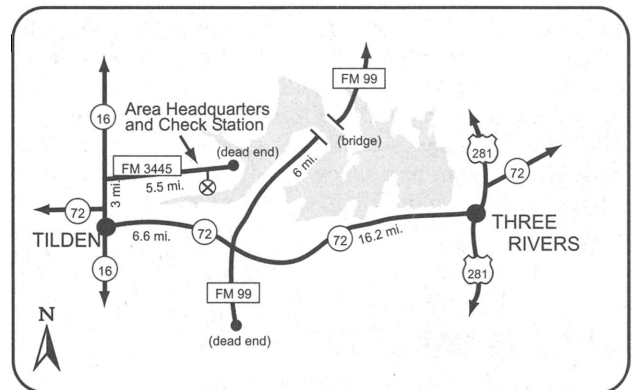 FM 99
16
Area Headquarters
and Check Station
(bridge)
(dead end)
281
FM 3445
6 mi.
72
3 mi.
5.5 mi.
72
TILDEN
6.6 mi.
72
72
16.2 mi.
THREE
RIVERS
16
281
FM 99
N
(dead end)